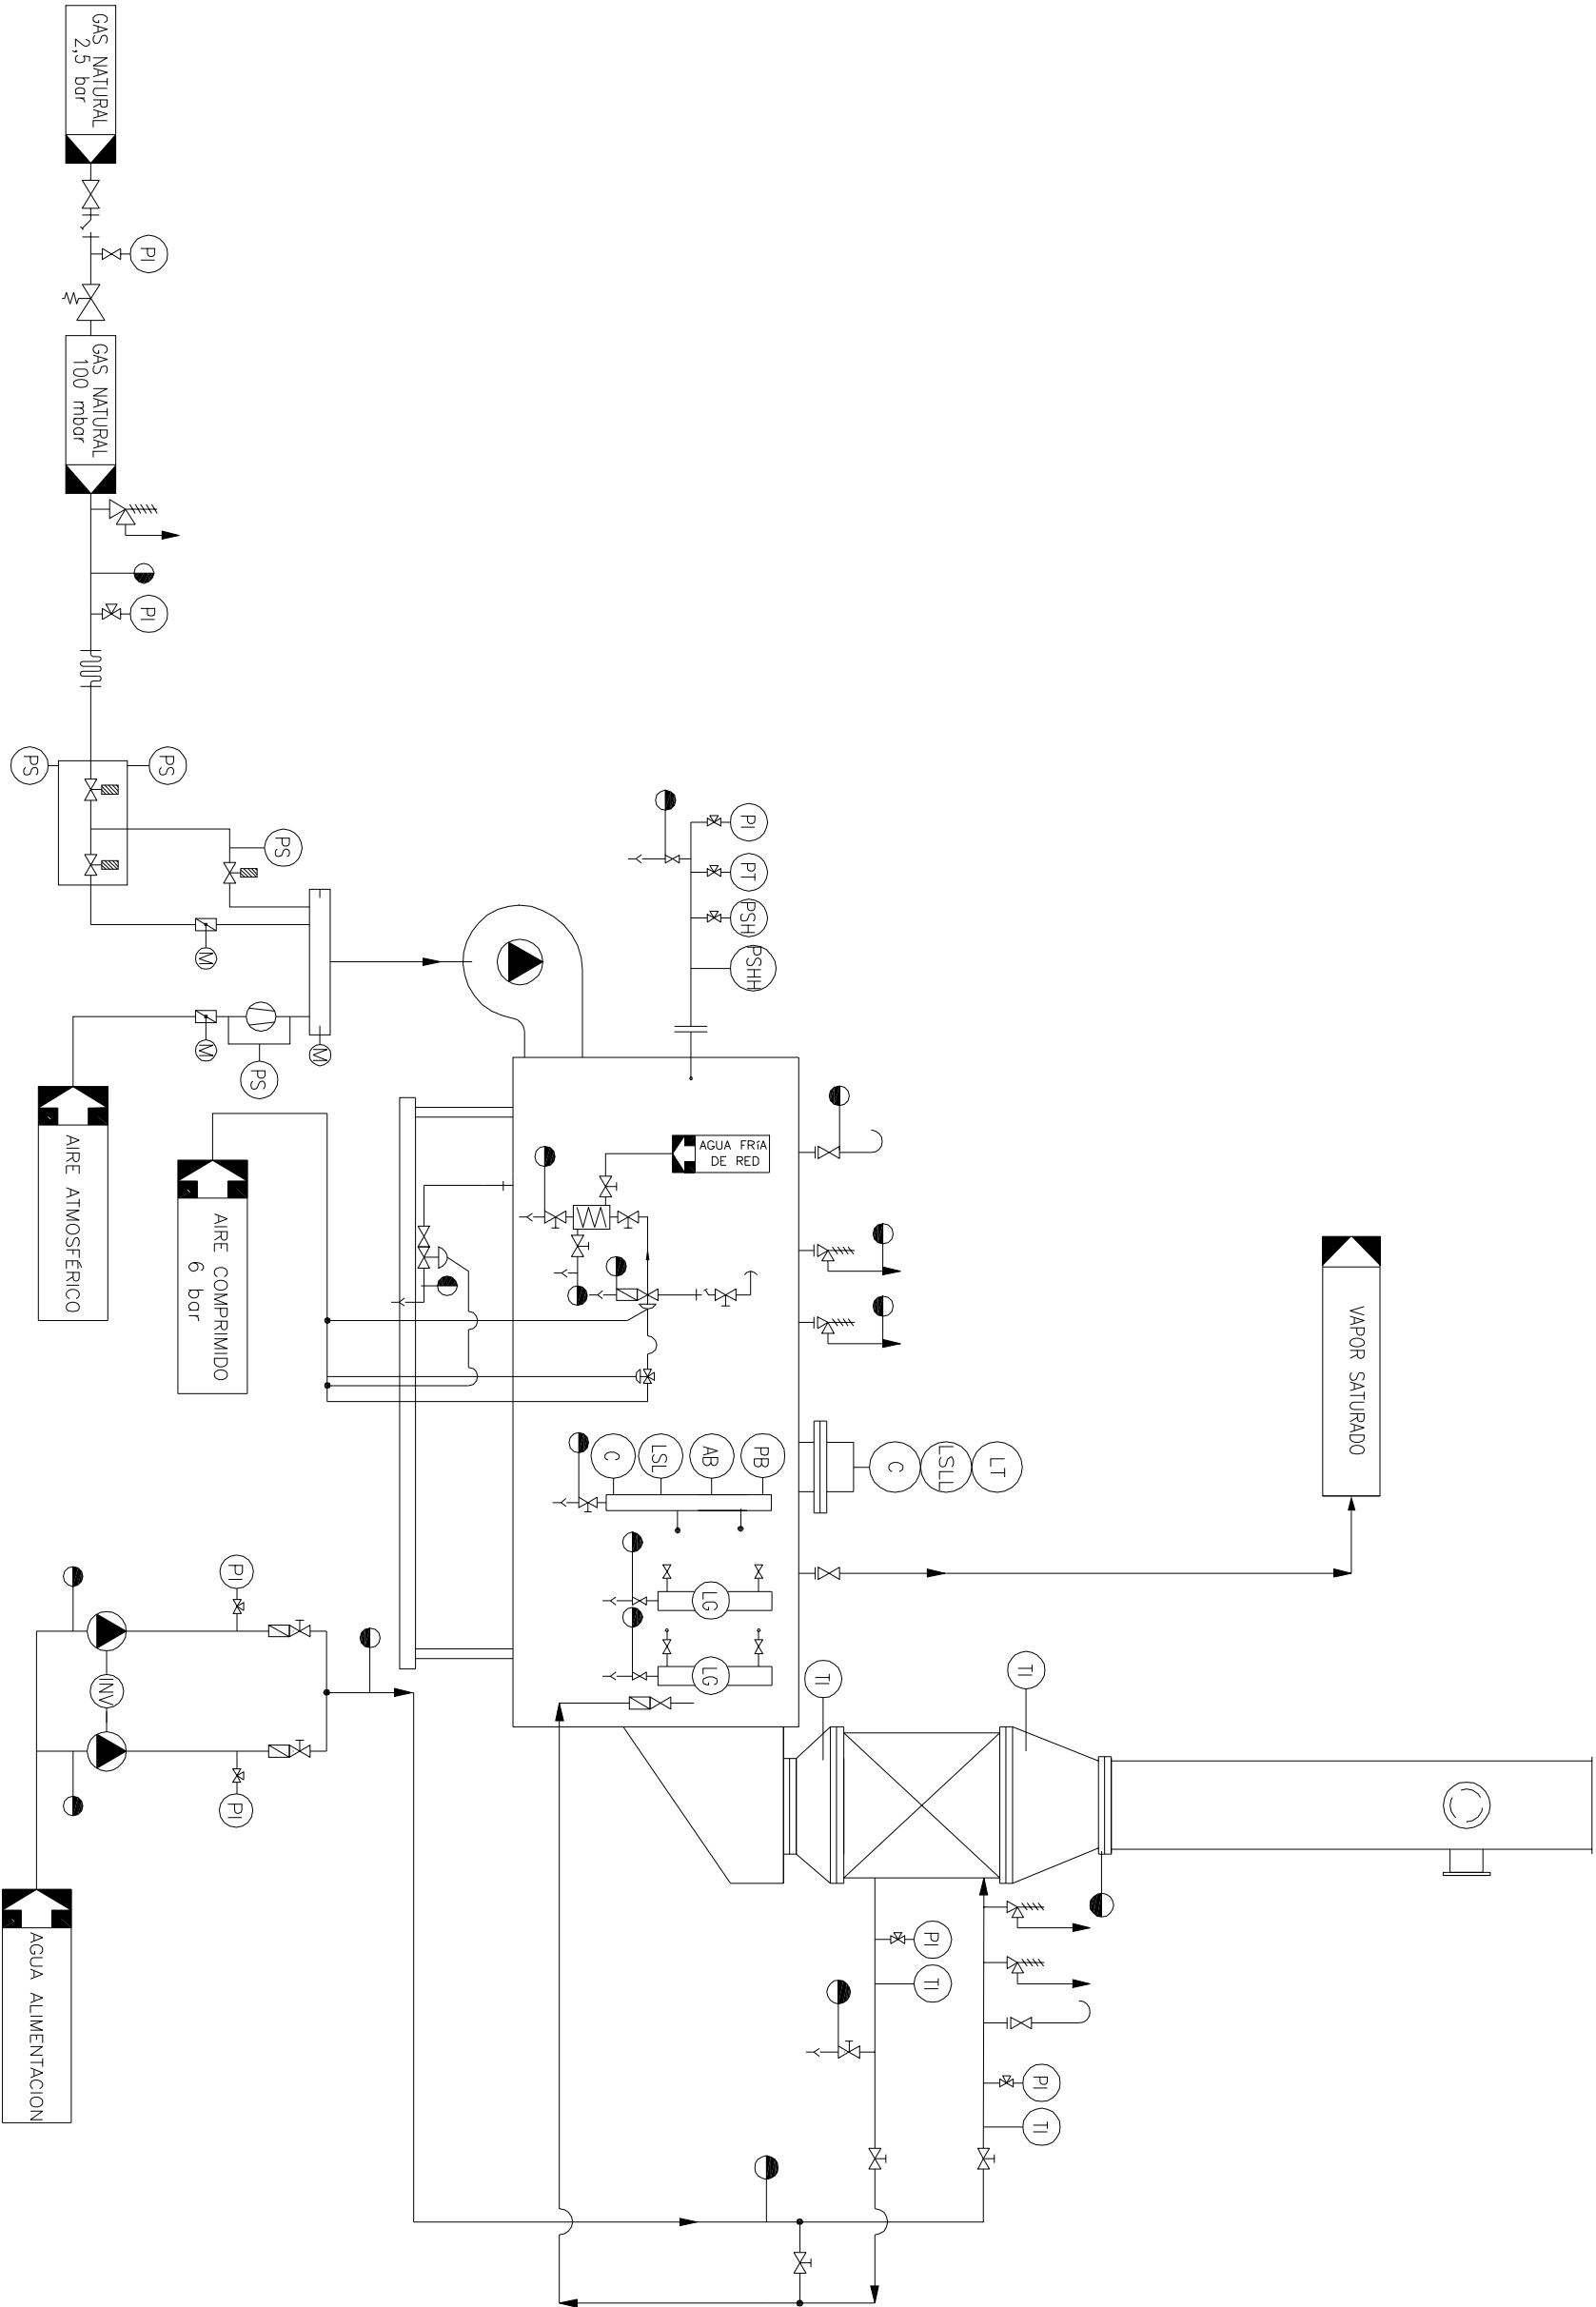 GAS NATURAL
2,5 bar
PI
GAS NATURAL
100 mbar
PI
PS
PS
PS
M
M
M
PS
AIRE ATMOSFÉRICO
AIRE COMPRIMIDO
6 bar
PI
PT
PSH
PSHH
AGUA FRíA
DE RED
C
LSL
AB
PB
C
LSLL
LT
LG
LG
VAPOR SATURADO
PI
INV
PI
AGUA ALIMENTACION
TI
TI
PI
TI
PI
TI